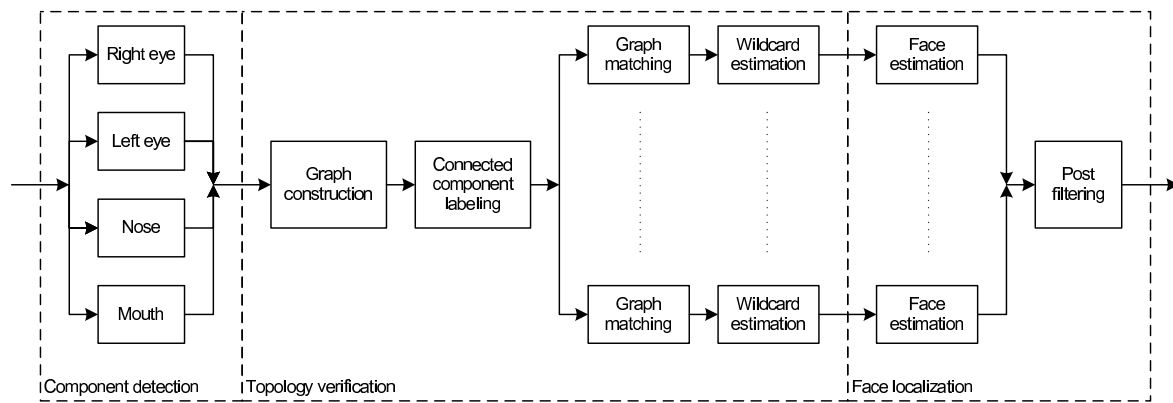 Right eye
Left eye
Nose
Mouth
Component detection
Graph
construction
Connected
component
labeling
Graph
matching
Wildcard
estimation
Graph
matching
Wildcard
estimation
Topology verification
Face
estimation
Face
estimation
Post
filtering
Face localization